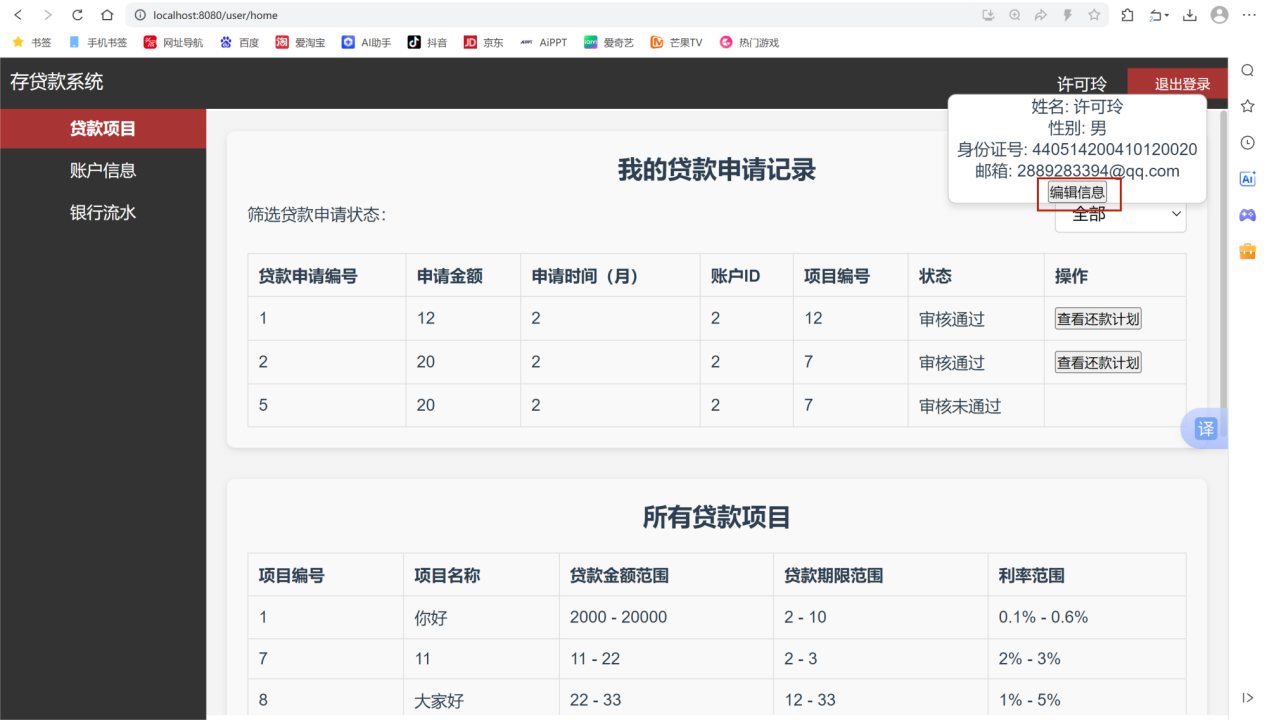 localhost:8080/user/home
书签 手机书签 网址导航 百度 爱淘宝 AI助手 抖音 京东 AiPPT 爱奇艺 芒果TV 热门游戏
存贷款系统 许可玲 退出登录
姓名: 许可玲
性别: 男
身份证号: 440514200410120020
邮箱: 2889283394@qq.com
编辑信息
贷款项目
账户信息
银行流水
我的贷款申请记录
筛选贷款申请状态: 全部
贷款申请编号 申请金额 申请时间（月） 账户ID 项目编号 状态 操作
1 12 2 2 12 审核通过 查看还款计划
2 20 2 2 7 审核通过 查看还款计划
5 20 2 2 7 审核未通过
译
所有贷款项目
项目编号 项目名称 贷款金额范围 贷款期限范围 利率范围
1 你好 2000 - 20000 2 - 10 0.1% - 0.6%
7 11 11 - 22 2 - 3 2% - 3%
8 大家好 22 - 33 12 - 33 1% - 5%